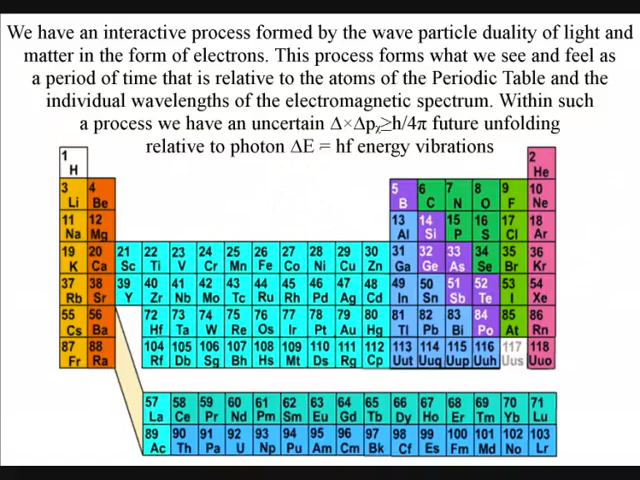 We have an interactive process formed by the wave particle duality of light and
matter in the form of electrons. This process forms what we see and feel as
a period of time that is relative to the atoms of the Periodic Table and the
individual wavelengths of the electromagnetic spectrum. Within such
a process we have an uncertain Δ×Δpᵪ≥h/4π future unfolding
relative to photon ΔE = hf energy vibrations
1 2
H He
3 4 5 6 7 8 9 10
Li Be B C N O F Ne
11 12 13 14 15 16 17 18
Na Mg Al Si P S Cl Ar
19 20 21 22 23 24 25 26 27 28 29 30 31 32 33 34 35 36
K Ca Sc Ti V Cr Mn Fe Co Ni Cu Zn Ga Ge As Se Br Kr
37 38 39 40 41 42 43 44 45 46 47 48 49 50 51 52 53 54
Rb Sr Y Zr Nb Mo Tc Ru Rh Pd Ag Cd In Sn Sb Te I Xe
55 56 72 73 74 75 76 77 78 79 80 81 82 83 84 85 86
Cs Ba Hf Ta W Re Os Ir Pt Au Hg Tl Pb Bi Po At Rn
87 88 104 105 106 107 108 109 110 111 112 113 114 115 116 117 118
Fr Ra Rf Db Sg Bh Hs Mt Ds Rg Cp Uut Uuq Uup Uuh Uus Uuo
57 58 59 60 61 62 63 64 65 66 67 68 69 70 71
La Ce Pr Nd Pm Sm Eu Gd Tb Dy Ho Er Tm Yb Lu
89 90 91 92 93 94 95 96 97 98 99 100 101 102 103
Ac Th Pa U Np Pu Am Cm Bk Cf Es Fm Md No Lr